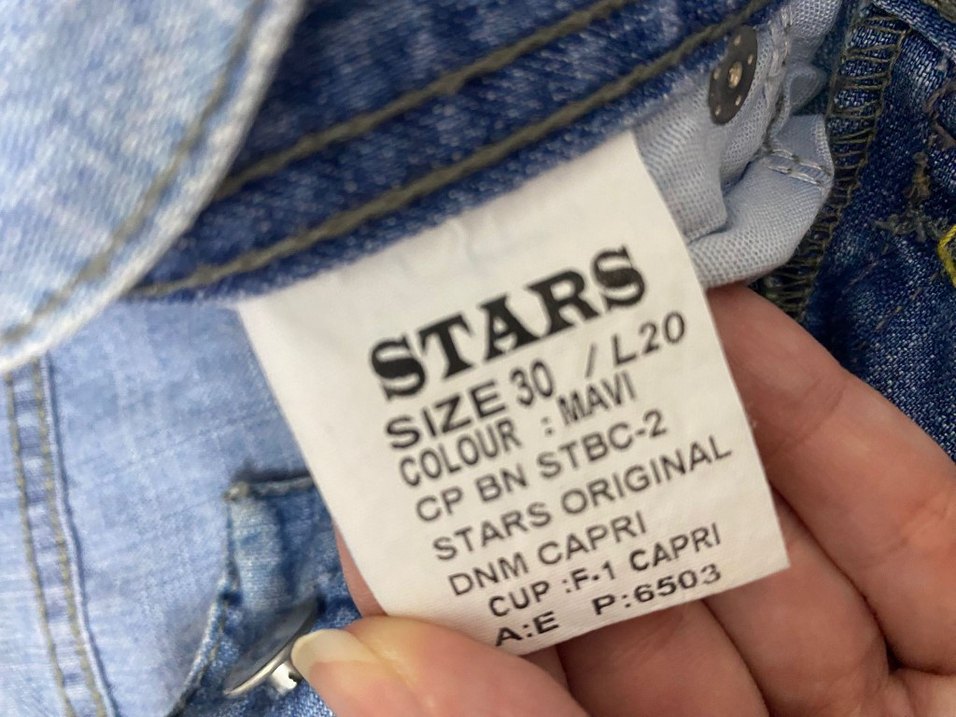 STARS
SIZE 30 / L20
COLOUR : MAVI
CP BN STBC-2
STARS ORIGINAL
DNM CAPRI
CUP :F-1 CAPRI
A:E P:6503